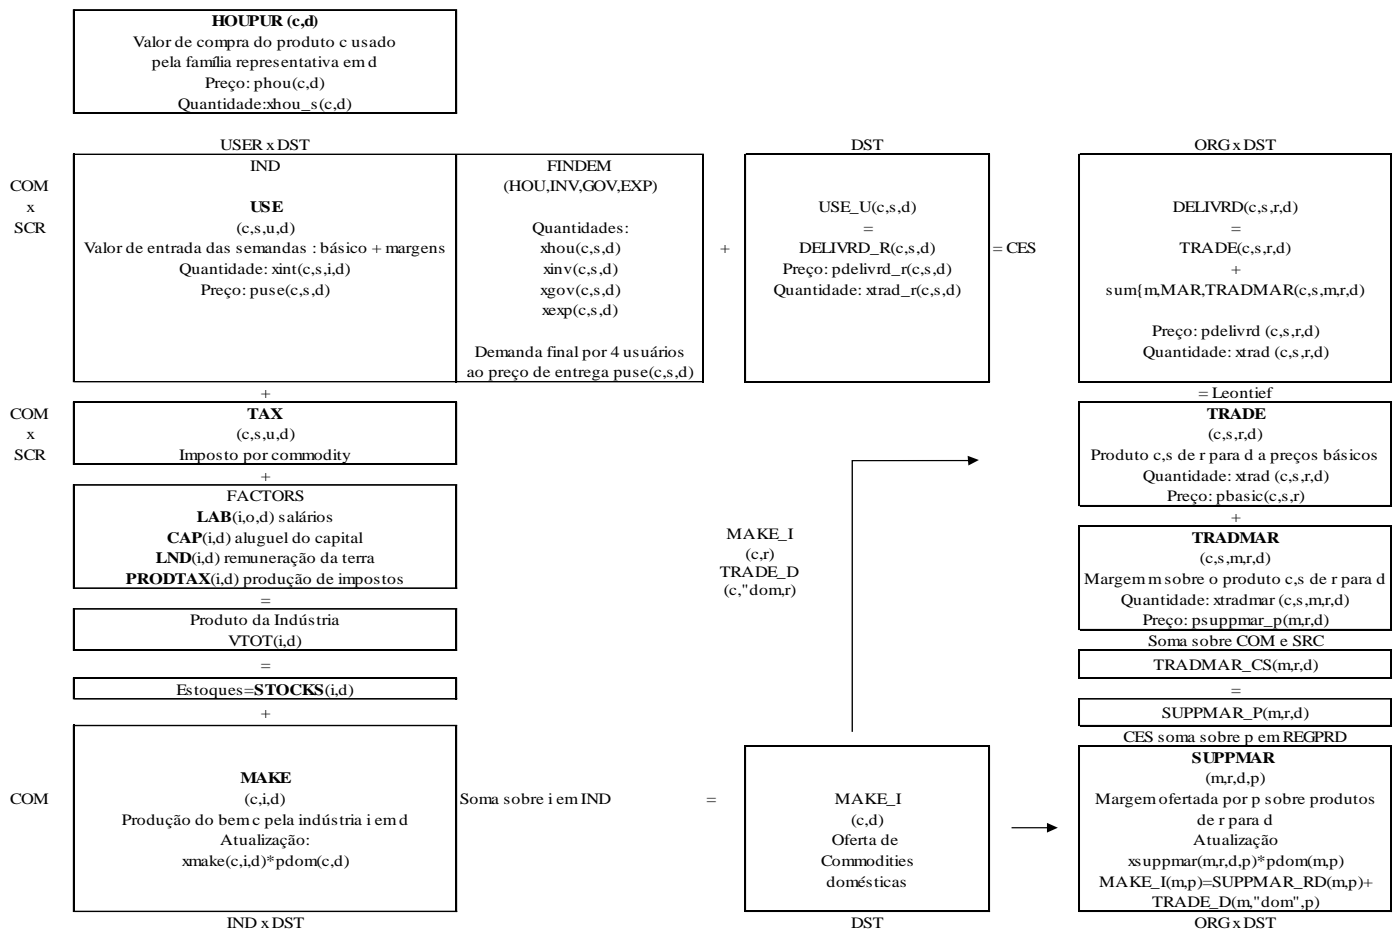 HOUPUR (c,d)
Valor de compra do produto c usado
pela família representativa em d
Preço: phou(c,d)
Quantidade:xhou_s(c,d)
USER x DST
DST
ORG x DST
COM
x
SCR
IND
USE
(c,s,u,d)
Valor de entrada das semandas : básico + margens
Quantidade: xint(c,s,i,d)
Preço: puse(c,s,d)
FINDEM
(HOU,INV,GOV,EXP)
Quantidades:
xhou(c,s,d)
xinv(c,s,d)
xgov(c,s,d)
xexp(c,s,d)
Demanda final por 4 usuários
ao preço de entrega puse(c,s,d)
+
USE_U(c,s,d)
=
DELIVRD_R(c,s,d)
Preço: pdelivrd_r(c,s,d)
Quantidade: xtrad_r(c,s,d)
= CES
DELIVRD(c,s,r,d)
=
TRADE(c,s,r,d)
+
sum{m,MAR,TRADMAR(c,s,m,r,d)
Preço: pdelivrd (c,s,r,d)
Quantidade: xtrad (c,s,r,d)
+
COM
x
SCR
TAX
(c,s,u,d)
Imposto por commodity
+
FACTORS
LAB(i,o,d) salários
CAP(i,d) aluguel do capital
LND(i,d) remuneração da terra
PRODTAX(i,d) produção de impostos
=
Produto da Indústria
VTOT(i,d)
=
Estoques=STOCKS(i,d)
+
MAKE_I
(c,r)
TRADE_D
(c,"dom,r)
= Leontief
TRADE
(c,s,r,d)
Produto c,s de r para d a preços básicos
Quantidade: xtrad (c,s,r,d)
Preço: pbasic(c,s,r)
+
TRADMAR
(c,s,m,r,d)
Margem m sobre o produto c,s de r para d
Quantidade: xtradmar (c,s,m,r,d)
Preço: psuppmar_p(m,r,d)
Soma sobre COM e SRC
TRADMAR_CS(m,r,d)
=
SUPPMAR_P(m,r,d)
CES soma sobre p em REGPRD
COM
MAKE
(c,i,d)
Produção do bem c pela indústria i em d
Atualização:
xmake(c,i,d)*pdom(c,d)
Soma sobre i em IND
=
MAKE_I
(c,d)
Oferta de
Commodities
domésticas
SUPPMAR
(m,r,d,p)
Margem ofertada por p sobre produtos
de r para d
Atualização
xsuppmar(m,r,d,p)*pdom(m,p)
MAKE_I(m,p)=SUPPMAR_RD(m,p)+
TRADE_D(m,"dom",p)
IND x DST
DST
ORG x DST